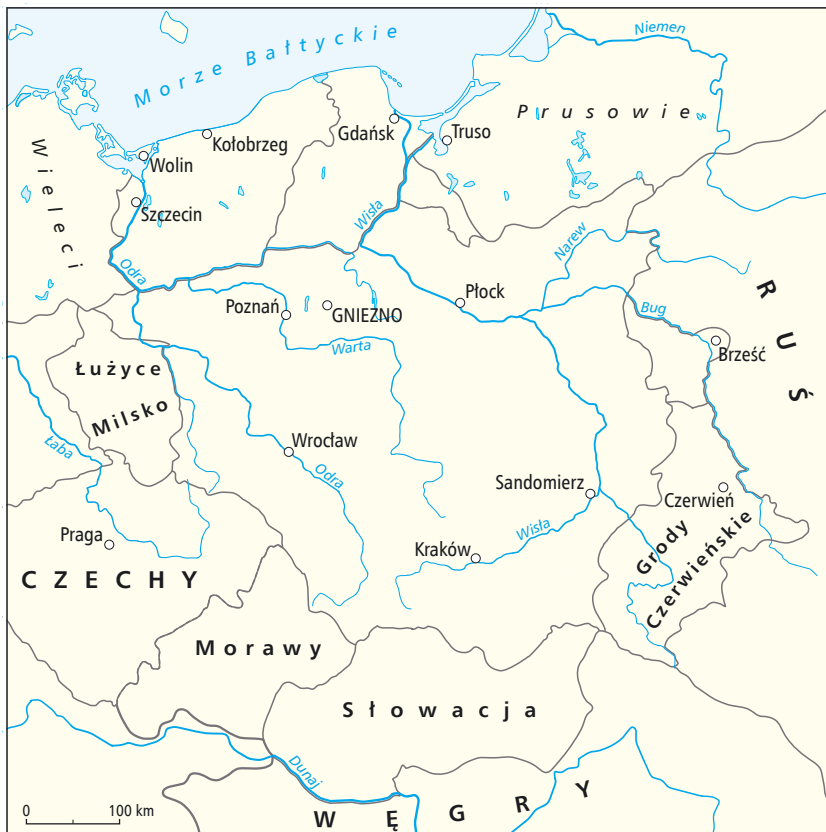 Niemen
Morze Bałtyckie
Prusowie
Gdańsk
Truso
Kołobrzeg
Wolin
Wieleci
Szczecin
Wisła
Narew
Odra
Płock
RUŚ
Poznań
GNIEZNO
Bug
Warta
Brześć
Łużyce
Milsko
Wrocław
Łaba
Odra
Sandomierz
Czerwień
Wisła
Praga
Kraków
Grody
Czerwieńskie
CZECHY
Morawy
Słowacja
Dunaj
WĘGRY
0 100 km